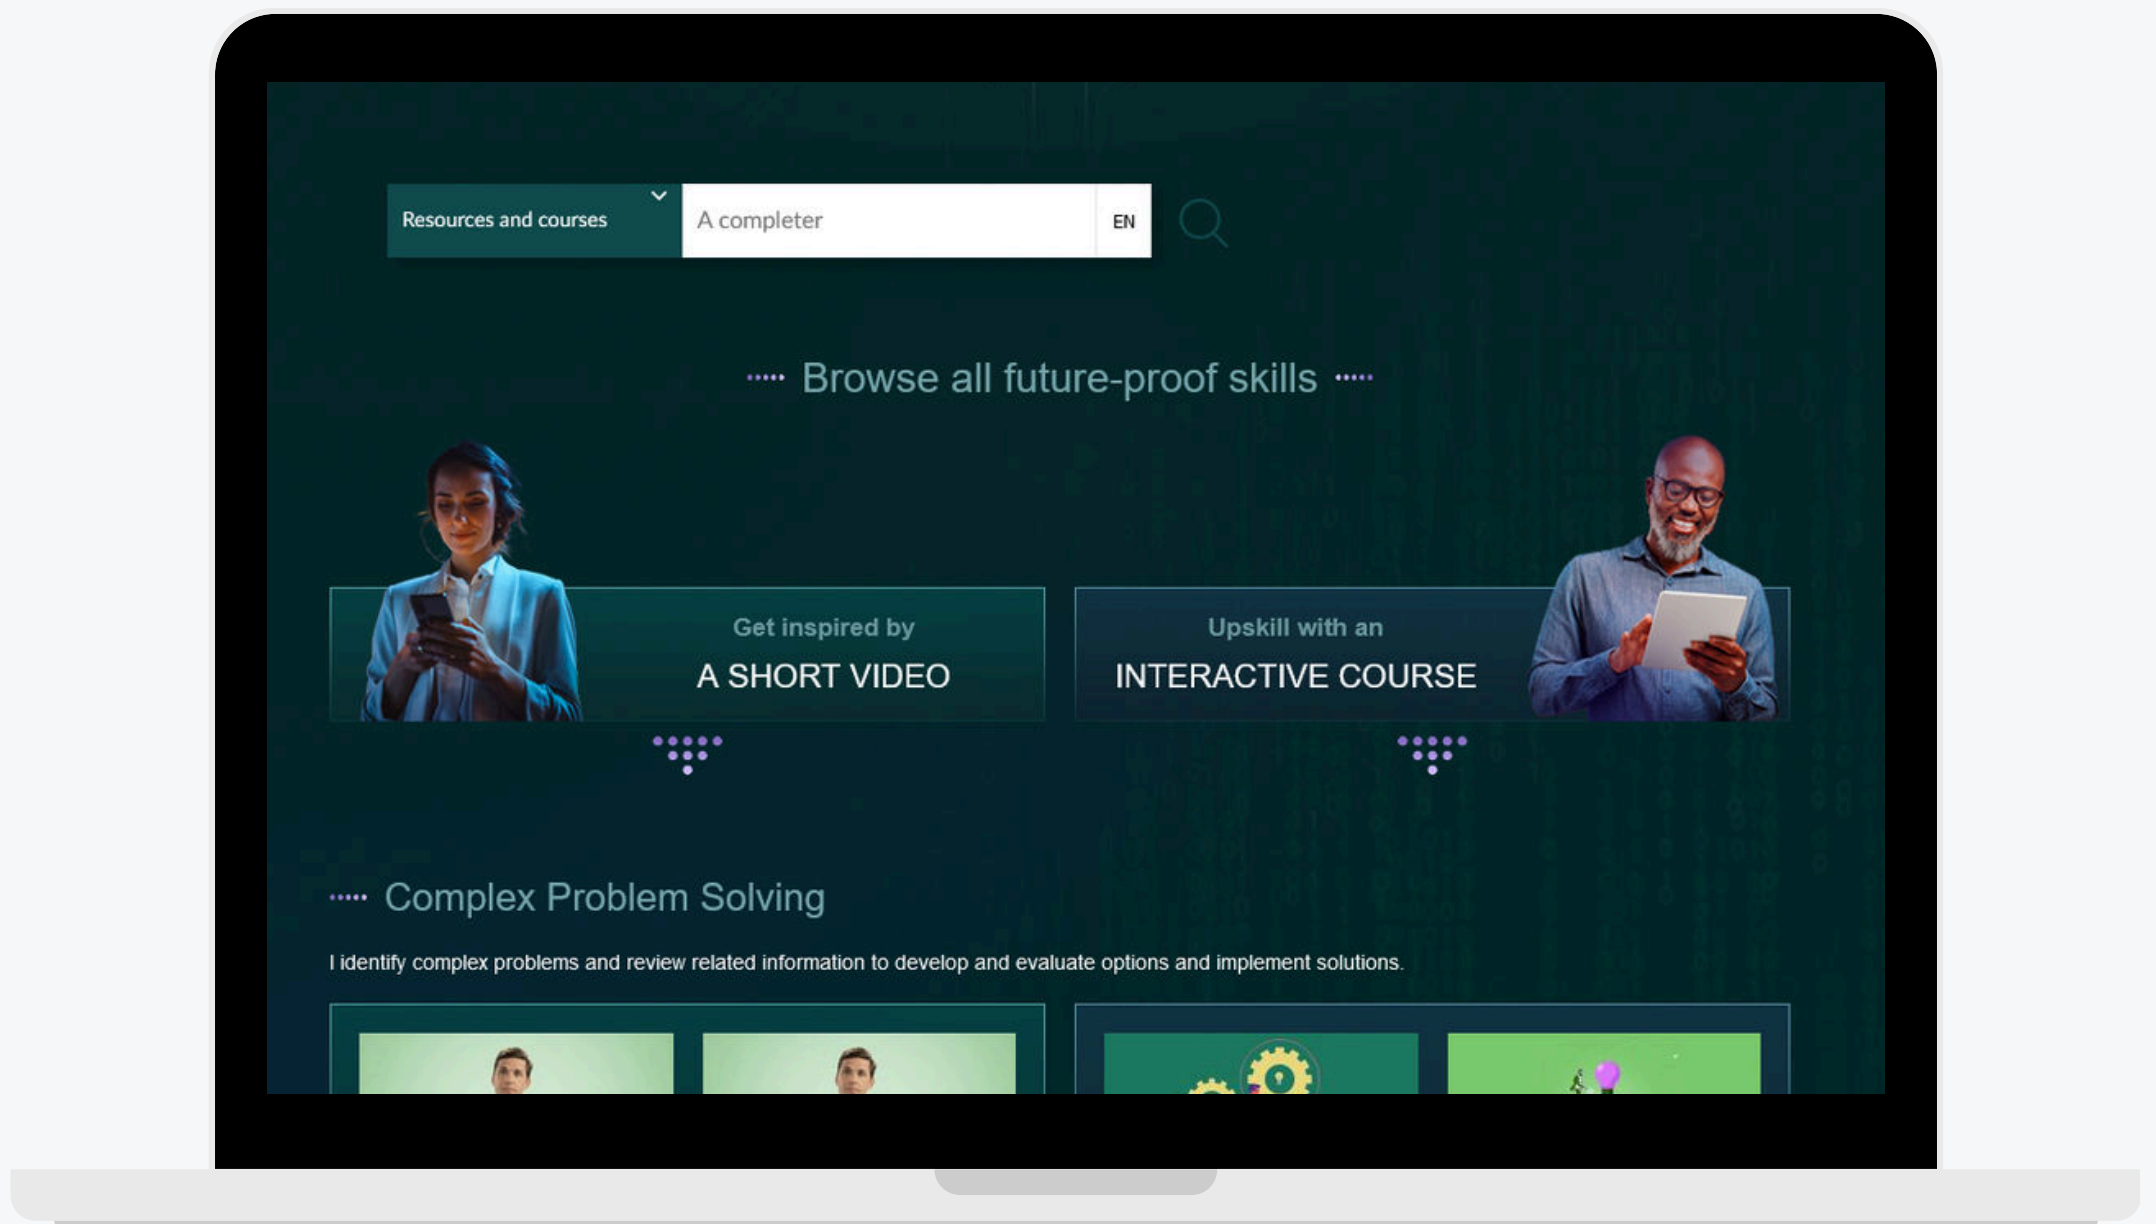 Resources and courses
A completer
EN
Browse all future-proof skills
Get inspired by
A SHORT VIDEO
Upskill with an
INTERACTIVE COURSE
Complex Problem Solving
I identify complex problems and review related information to develop and evaluate options and implement solutions.